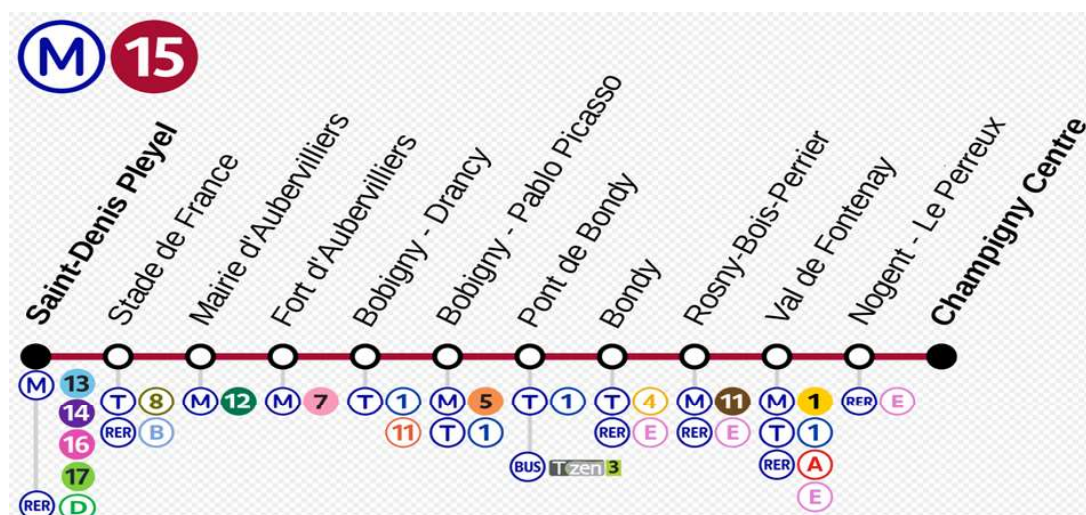 M 15
Saint-Denis Pleyel
Stade de France
Mairie d'Aubervilliers
Fort d'Aubervilliers
Bobigny - Drancy
Bobigny - Pablo Picasso
Pont de Bondy
Bondy
Rosny-Bois-Perrier
Val de Fontenay
Nogent - Le Perreux
Champigny Centre
M 13
14
16
17
RER D
T 8
RER B
M 12
M 7
T 1
11
M 5
T 1
T 1
BUS T zen 3
T 4
RER E
M 11
RER E
M 1
T 1
RER A
E
RER E